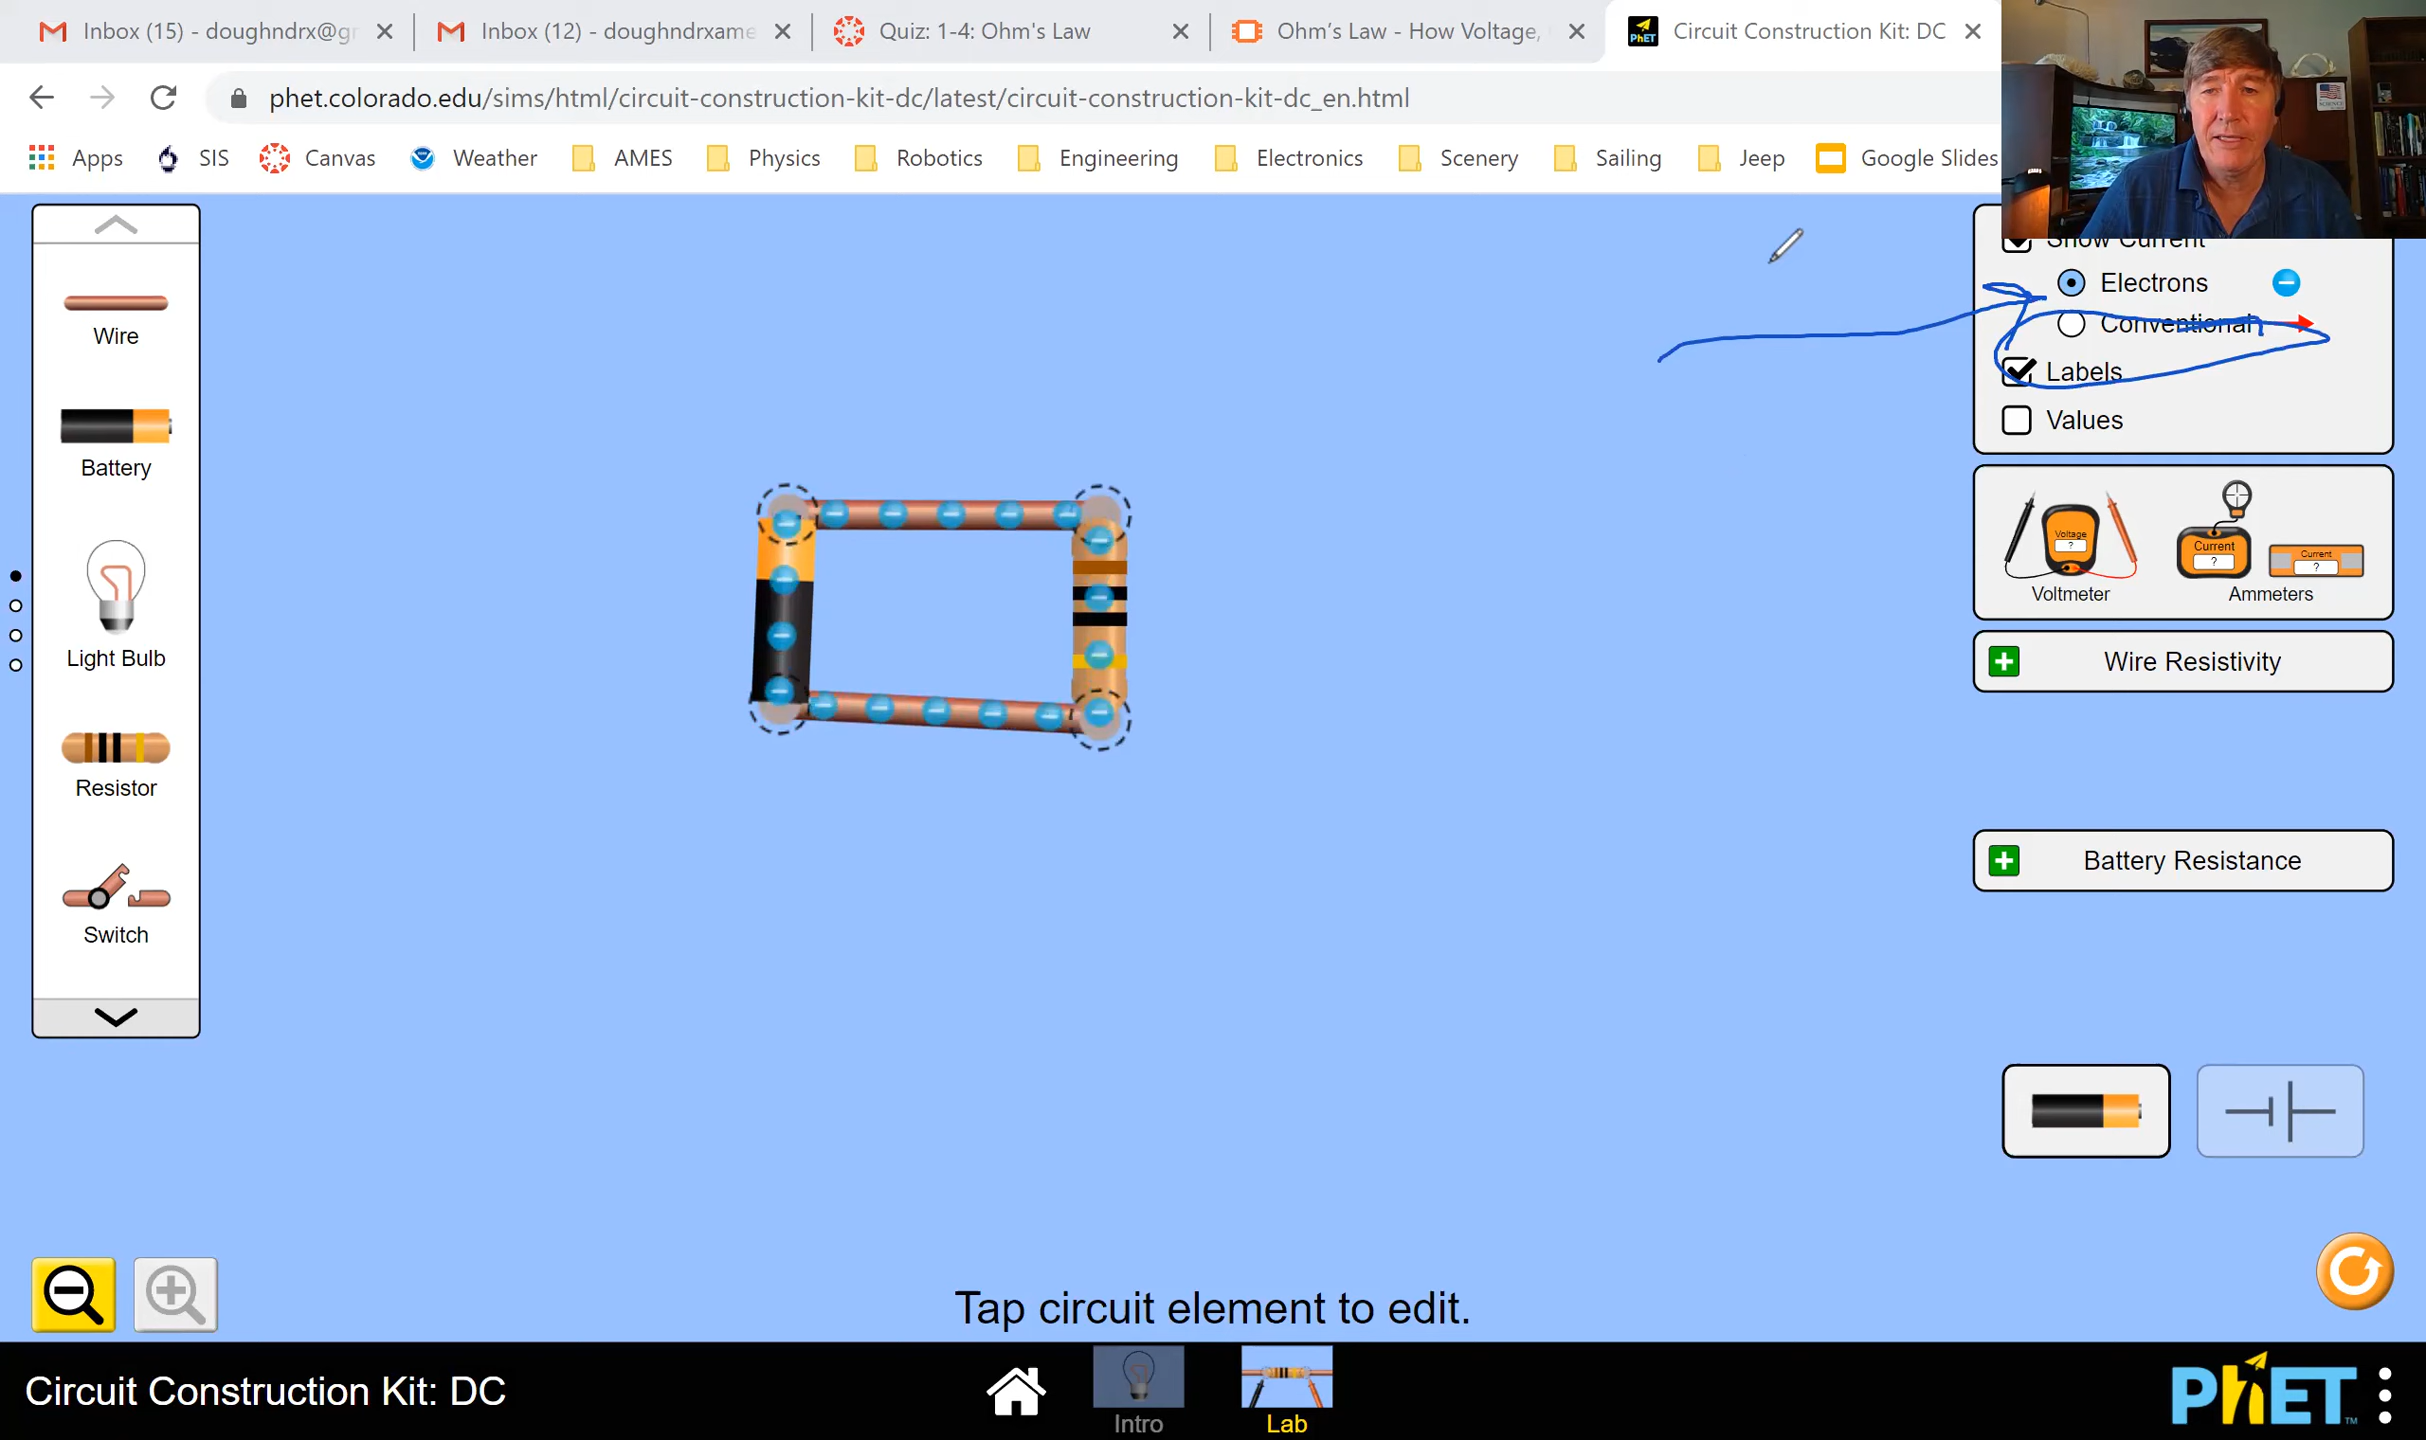 Inbox (15) - doughndrx@gr
Inbox (12) - doughndrxame
Quiz: 1-4: Ohm's Law
Ohm's Law - How Voltage,
Circuit Construction Kit: DC
phet.colorado.edu/sims/html/circuit-construction-kit-dc/latest/circuit-construction-kit-dc_en.html
Apps SIS Canvas Weather AMES Physics Robotics Engineering Electronics Scenery Sailing Jeep Google Slides
Show Current
Electrons
Conventional
Labels
Values
Wire
Battery
Light Bulb
Resistor
Switch
Voltage
?
Current
?
Current
?
Voltmeter
Ammeters
Wire Resistivity
Battery Resistance
Tap circuit element to edit.
Circuit Construction Kit: DC
Intro
Lab
PhET